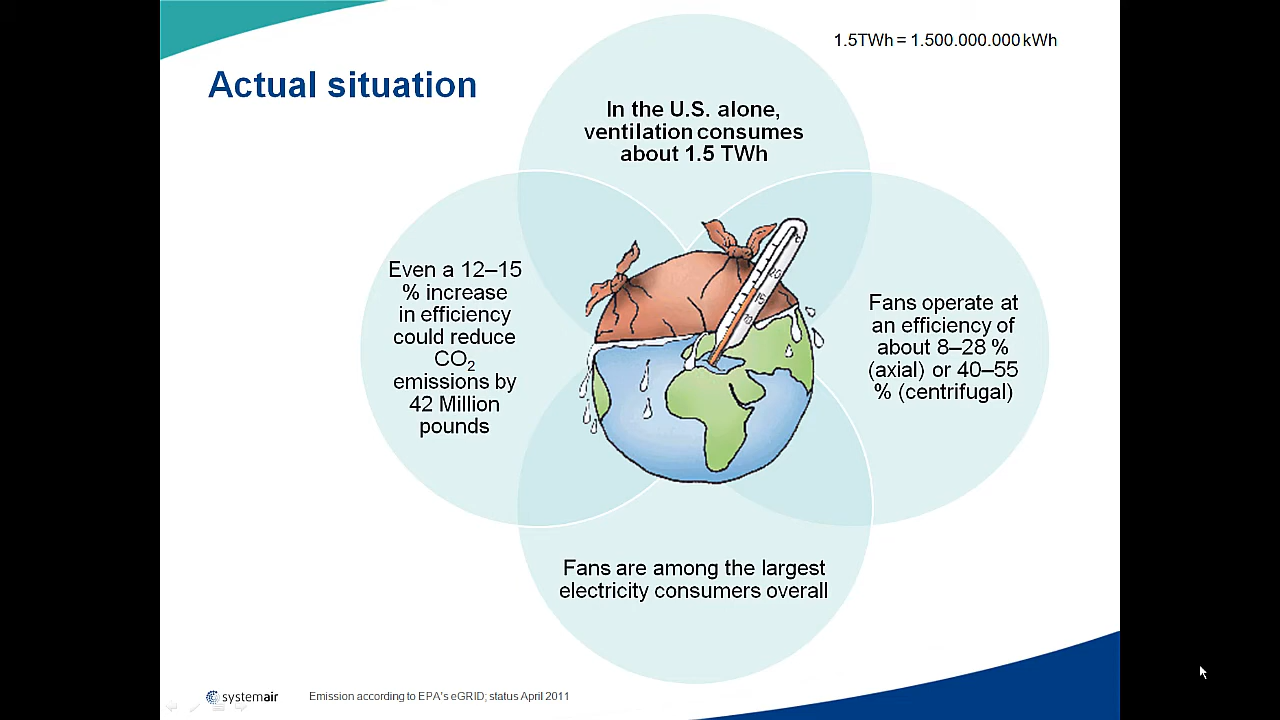 1.5TWh = 1.500.000.000 kWh
Actual situation
In the U.S. alone,
ventilation consumes
about 1.5 TWh
Even a 12–15
% increase
in efficiency
could reduce
CO₂
emissions by
42 Million
pounds
Fans operate at
an efficiency of
about 8–28 %
(axial) or 40–55
% (centrifugal)
20
15
10
Fans are among the largest
electricity consumers overall
systemair
Emission according to EPA's eGRID; status April 2011